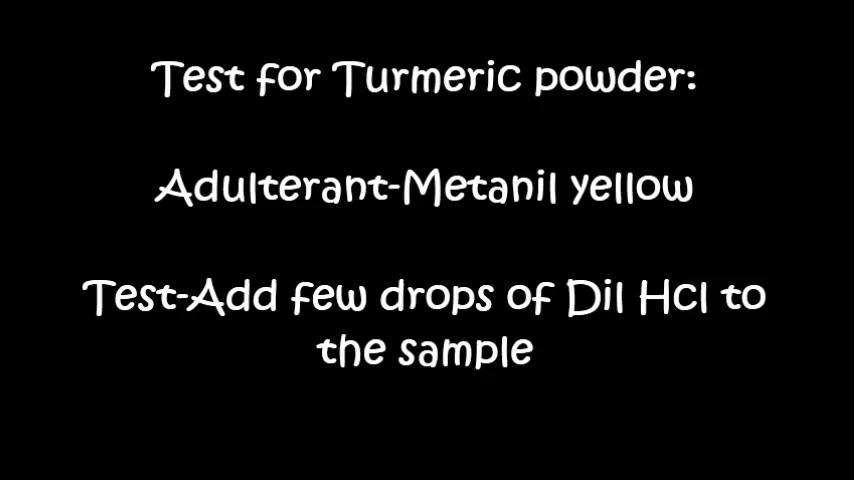 Test for Turmeric powder:
Adulterant-Metanil yellow
Test-Add few drops of Dil Hcl to
the sample